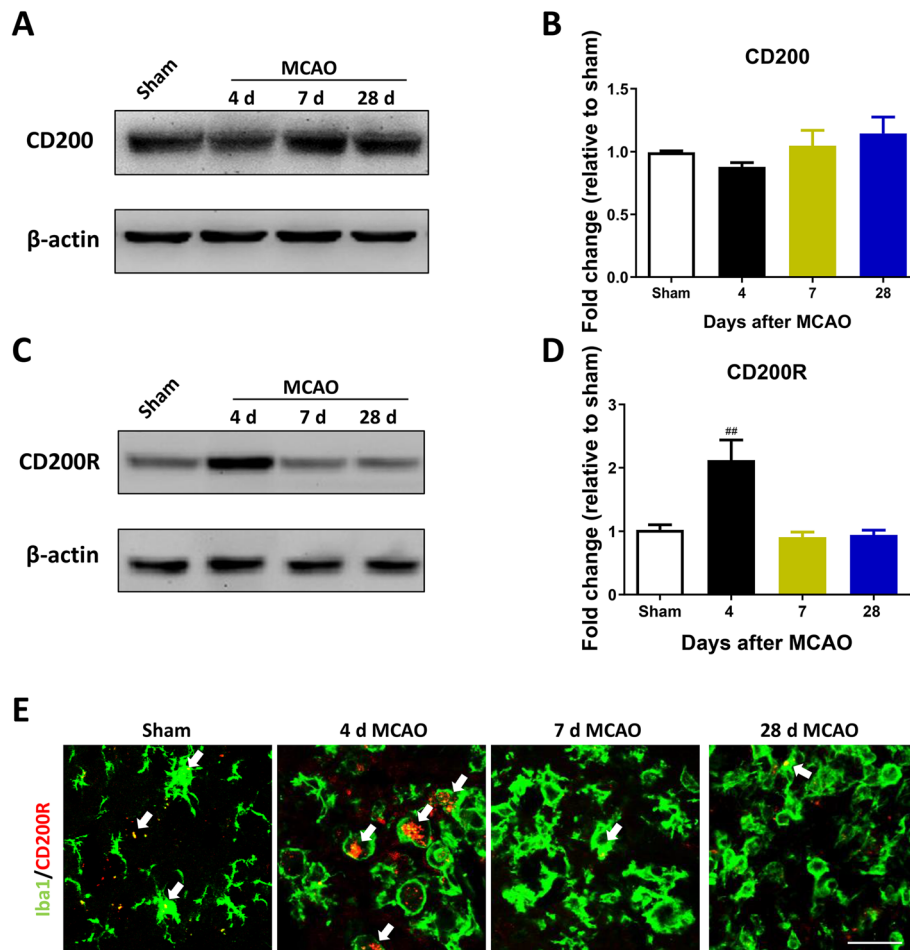 A
Sham
MCAO
4 d 7 d 28 d
CD200
β-actin
B
CD200
Fold change (relative to sham)
1.5
1.0
0.5
0.0
Sham 4 7 28
Days after MCAO
C
Sham
MCAO
4 d 7 d 28 d
CD200R
β-actin
D
CD200R
Fold change (relative to sham)
3
2
1
0
##
Sham 4 7 28
Days after MCAO
E
Sham 4 d MCAO 7 d MCAO 28 d MCAO
Iba1/CD200R